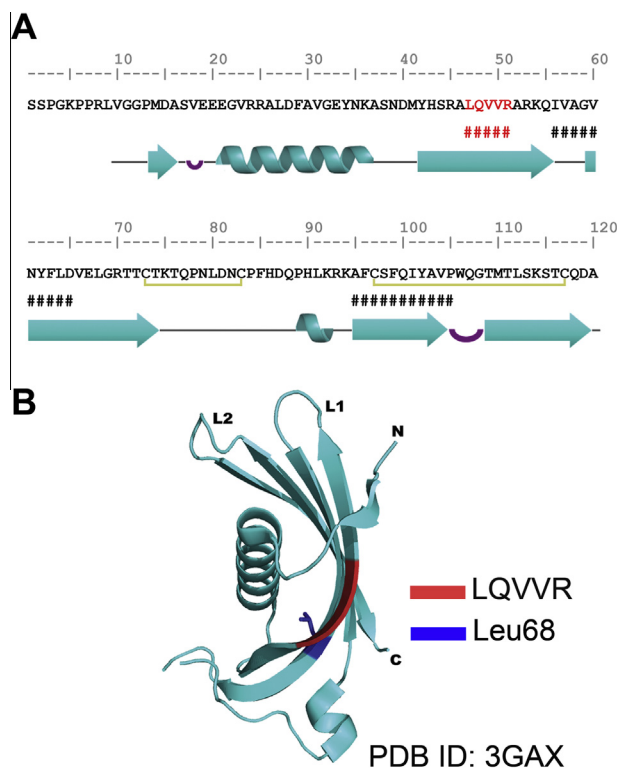 A
10 20 30 40 50 60
SSPGKPPRLVGGPMDASVEEEGVRRALDFAVGEYNKASNDMYHSRALQVVRARKQIVAGV
##### #####
70 80 90 100 110 120
NYFLDVELGRTTCTKTQPNLDNCPFHDQPHLKRKAFCSFQIYAVPWQGTMTLSKSTCQDA
##### ###########
B
L2 L1
N
LQVVR
Leu68
C
PDB ID: 3GAX